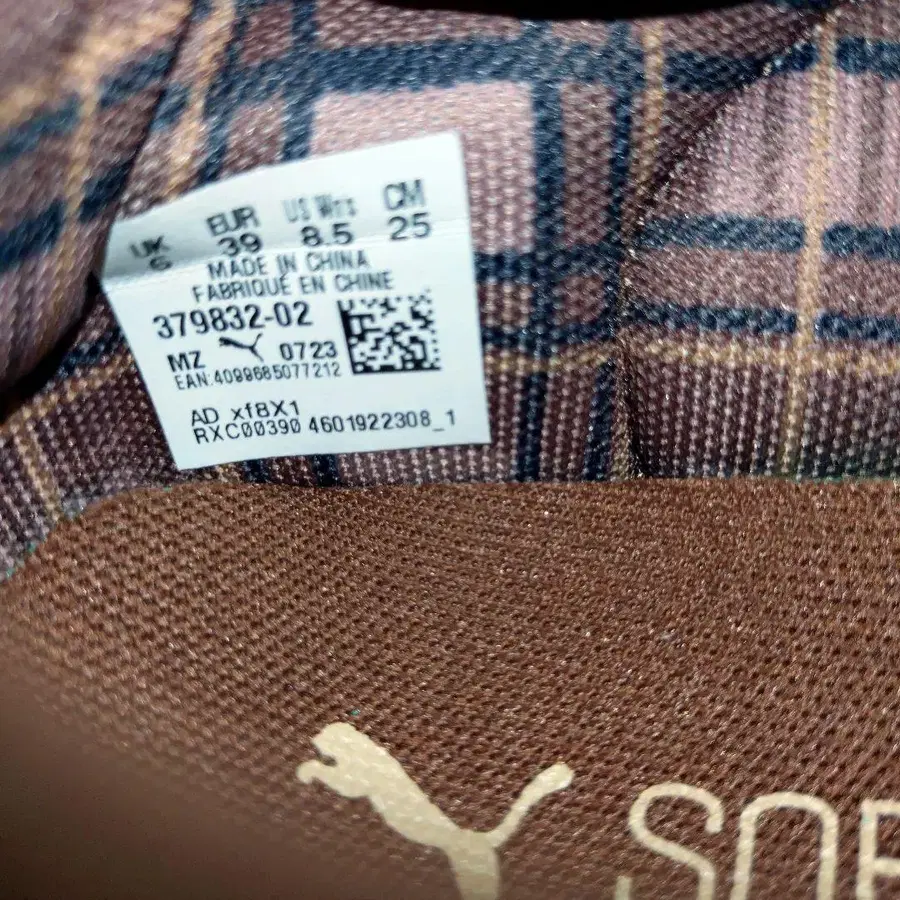 UK EUR US Wns CM
6 39 8.5 25
MADE IN CHINA
FABRIQUÉ EN CHINE
379832-02
MZ 0723
EAN:4099685077212
AD xf8X1
RXC00390 4601922308_1
SOF